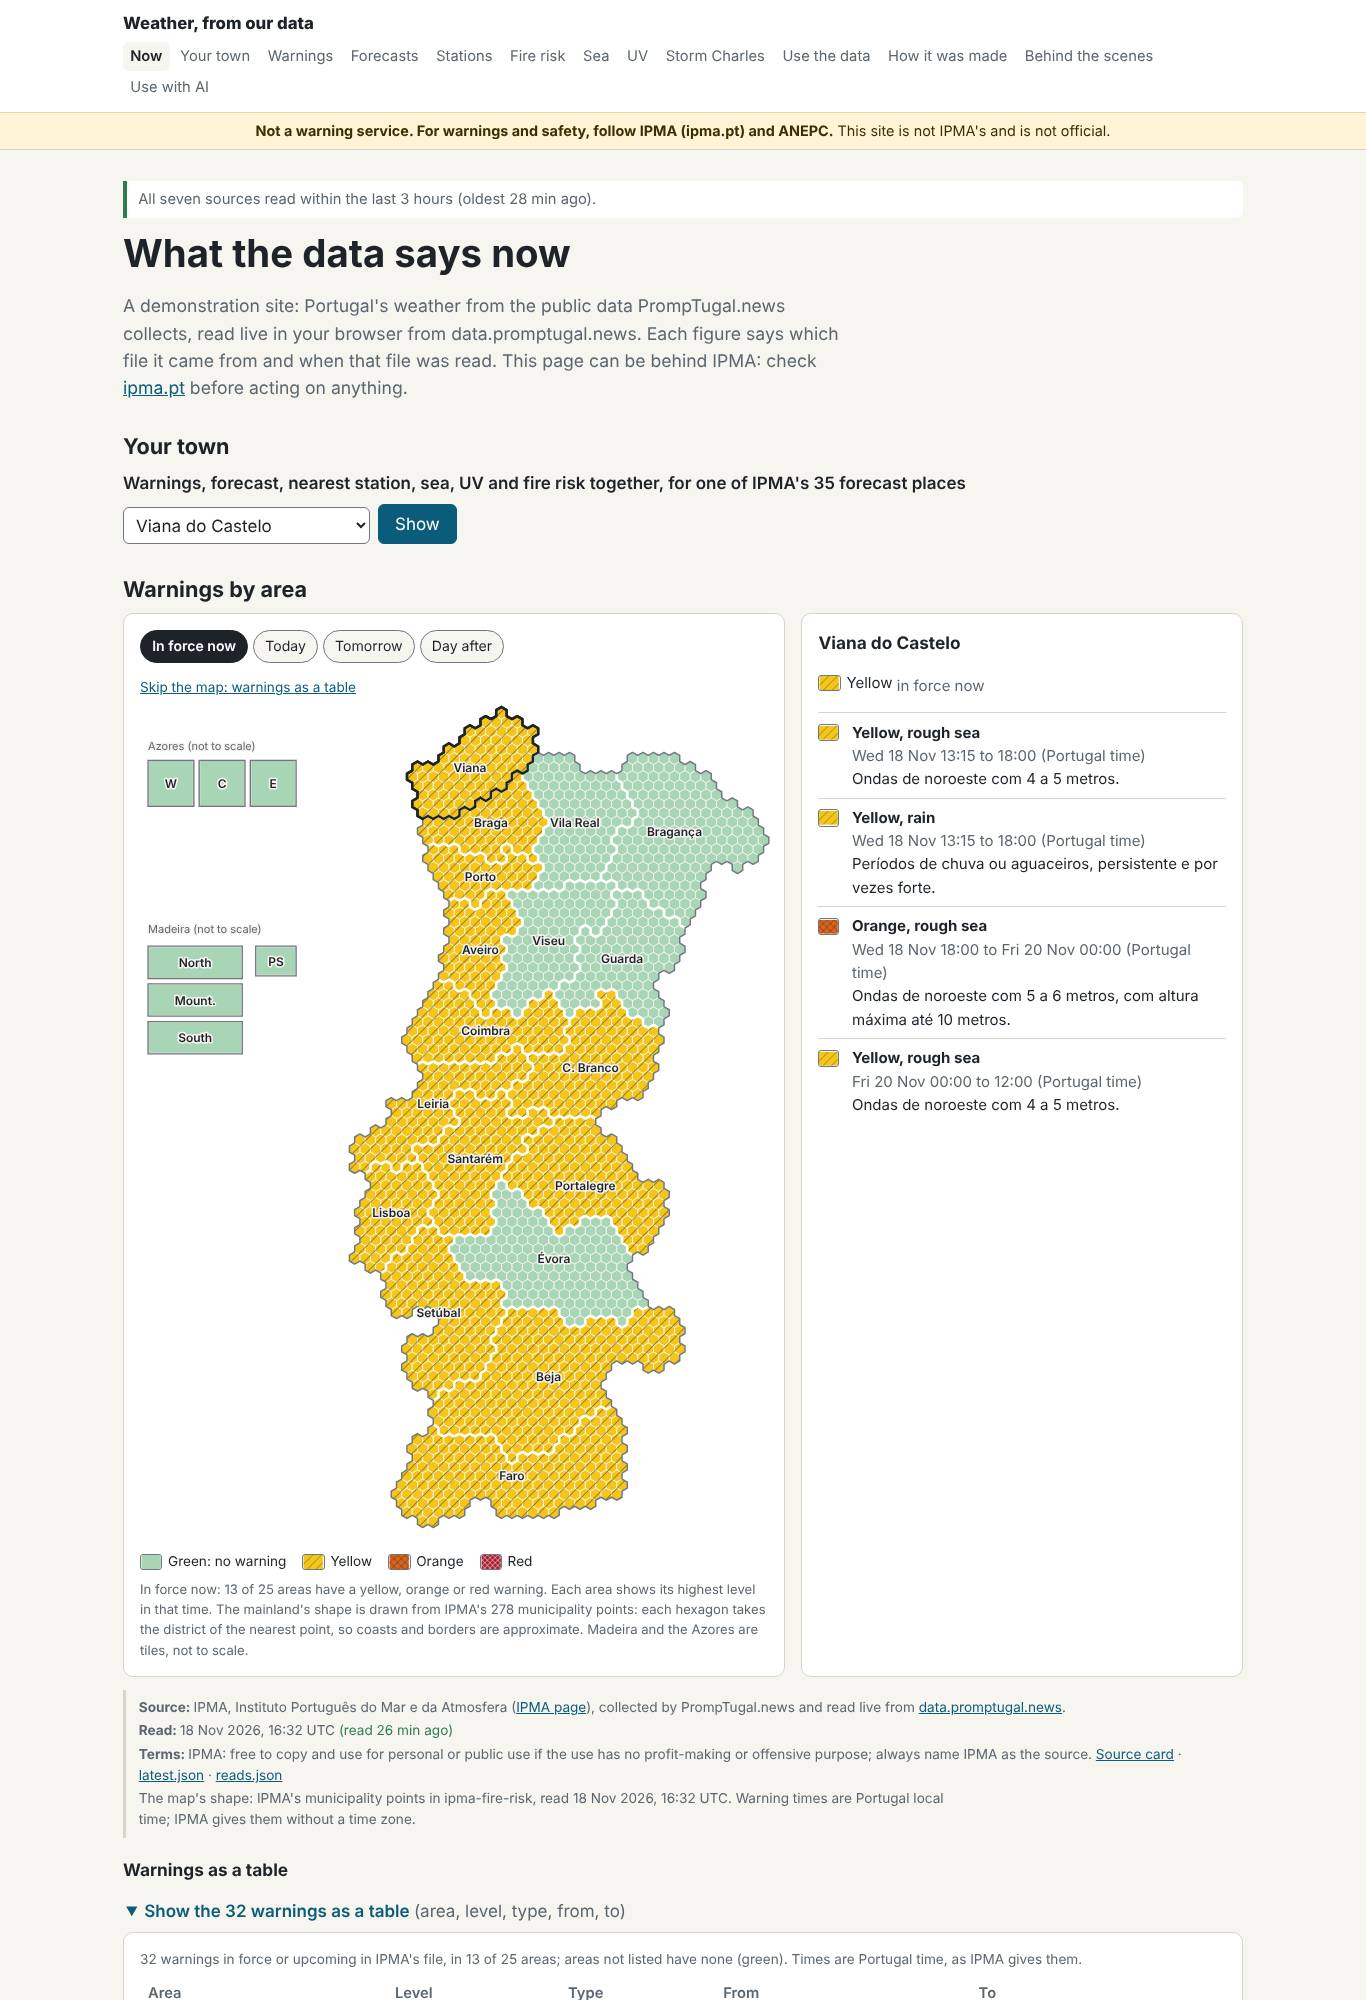 Weather, from our data
Now Your town Warnings Forecasts Stations Fire risk Sea UV Storm Charles Use the data How it was made Behind the scenes
Use with AI
Not a warning service. For warnings and safety, follow IPMA (ipma.pt) and ANEPC. This site is not IPMA's and is not official.
All seven sources read within the last 3 hours (oldest 28 min ago).
What the data says now
A demonstration site: Portugal's weather from the public data PrompTugal.news
collects, read live in your browser from data.promptugal.news. Each figure says which
file it came from and when that file was read. This page can be behind IPMA: check
ipma.pt before acting on anything.
Your town
Warnings, forecast, nearest station, sea, UV and fire risk together, for one of IPMA's 35 forecast places
Viana do Castelo Show
Warnings by area
In force now Today Tomorrow Day after
Skip the map: warnings as a table
Azores (not to scale)
W C E
Madeira (not to scale)
North PS
Mount.
South
Viana
Braga
Vila Real
Bragança
Porto
Aveiro
Viseu
Guarda
Coimbra
C. Branco
Leiria
Santarém
Portalegre
Lisboa
Évora
Setúbal
Beja
Faro
Green: no warning Yellow Orange Red
In force now: 13 of 25 areas have a yellow, orange or red warning. Each area shows its highest level
in that time. The mainland's shape is drawn from IPMA's 278 municipality points: each hexagon takes
the district of the nearest point, so coasts and borders are approximate. Madeira and the Azores are
tiles, not to scale.
Viana do Castelo
Yellow in force now
Yellow, rough sea
Wed 18 Nov 13:15 to 18:00 (Portugal time)
Ondas de noroeste com 4 a 5 metros.
Yellow, rain
Wed 18 Nov 13:15 to 18:00 (Portugal time)
Períodos de chuva ou aguaceiros, persistente e por
vezes forte.
Orange, rough sea
Wed 18 Nov 18:00 to Fri 20 Nov 00:00 (Portugal
time)
Ondas de noroeste com 5 a 6 metros, com altura
máxima até 10 metros.
Yellow, rough sea
Fri 20 Nov 00:00 to 12:00 (Portugal time)
Ondas de noroeste com 4 a 5 metros.
Source: IPMA, Instituto Português do Mar e da Atmosfera (IPMA page), collected by PrompTugal.news and read live from data.promptugal.news.
Read: 18 Nov 2026, 16:32 UTC (read 26 min ago)
Terms: IPMA: free to copy and use for personal or public use if the use has no profit-making or offensive purpose; always name IPMA as the source. Source card ·
latest.json · reads.json
The map's shape: IPMA's municipality points in ipma-fire-risk, read 18 Nov 2026, 16:32 UTC. Warning times are Portugal local
time; IPMA gives them without a time zone.
Warnings as a table
▼ Show the 32 warnings as a table (area, level, type, from, to)
32 warnings in force or upcoming in IPMA's file, in 13 of 25 areas; areas not listed have none (green). Times are Portugal time, as IPMA gives them.
Area Level Type From To